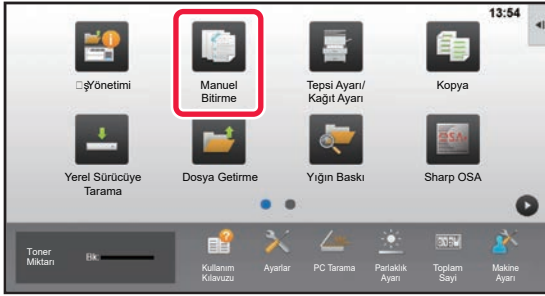 13:54
İş Yönetimi
Manuel
Bitirme
Tepsi Ayarı/
Kağıt Ayarı
Kopya
Yerel Sürücüye
Tarama
Dosya Getirme
Yığın Baskı
Sharp OSA
Toner
Miktarı
Bk
Kullanım
Kılavuzu
Ayarlar
PC Tarama
Parlaklık
Ayarı
Toplam
Sayi
Makine
Ayarı